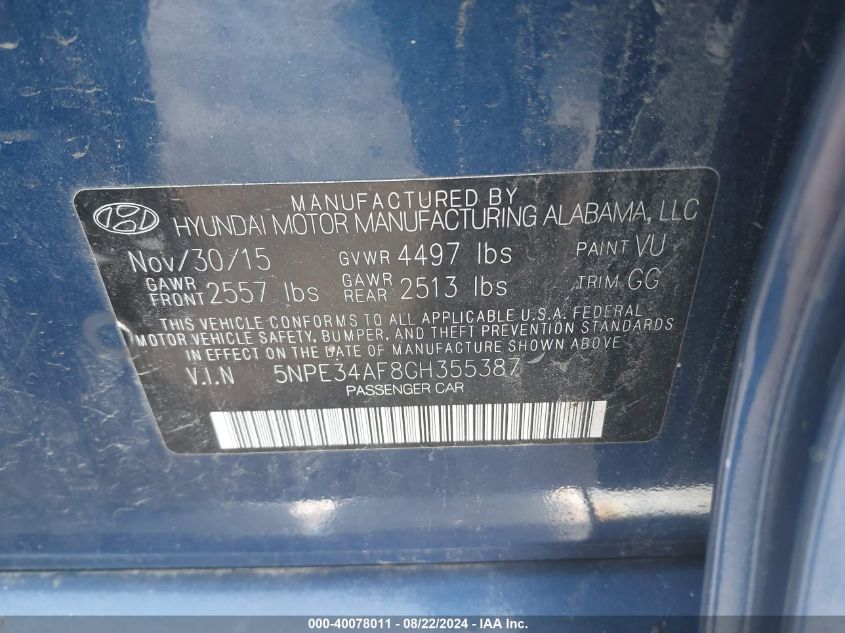 MANUFACTURED BY
HYUNDAI MOTOR MANUFACTURING ALABAMA, LLC
Nov/30/15 GVWR 4497 lbs PAINT VU
GAWR FRONT 2557 lbs GAWR REAR 2513 lbs TRIM GG
THIS VEHICLE CONFORMS TO ALL APPLICABLE U.S.A. FEDERAL
MOTOR VEHICLE SAFETY, BUMPER, AND THEFT PREVENTION STANDARDS
IN EFFECT ON THE DATE OF MANUFACTURE SHOWN ABOVE.
V.I.N 5NPE34AF8GH355387
PASSENGER CAR
000-40078011 - 08/22/2024 - IAA Inc.